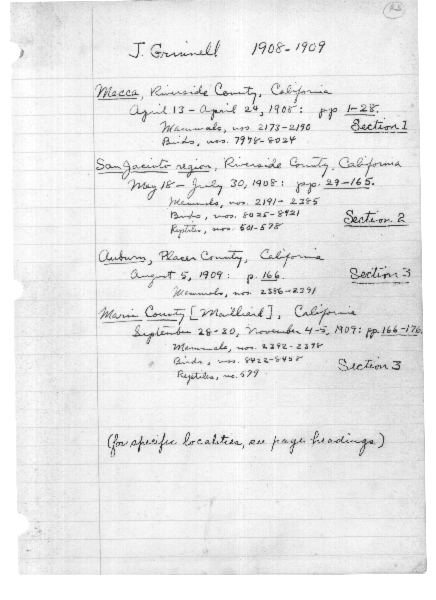 J. Grinnell 1908-1909
Mecca, Riverside County, California
April 13 - April 24, 1908: pp 1-28.
Mammals, nos. 2173-2190 Section 1
Birds, nos. 7978-8024
San Jacinto region, Riverside County, California
May 18 - July 30, 1908: pp. 29-165.
Mammals, nos. 2191-2385
Birds, nos. 8025-8421 Section 2
Reptiles, nos. 501-578
Auburn, Placer County, California
August 5, 1909: p. 166. Section 3
Mammals, nos. 2386-2391
Marin County [Mailliard], California
September 28-30, November 4-5, 1909: pp. 166-176.
Mammals, nos. 2392-2398
Birds, nos. 8422-8458 Section 3
Reptiles, no. 579
(for specific localities, see page headings)